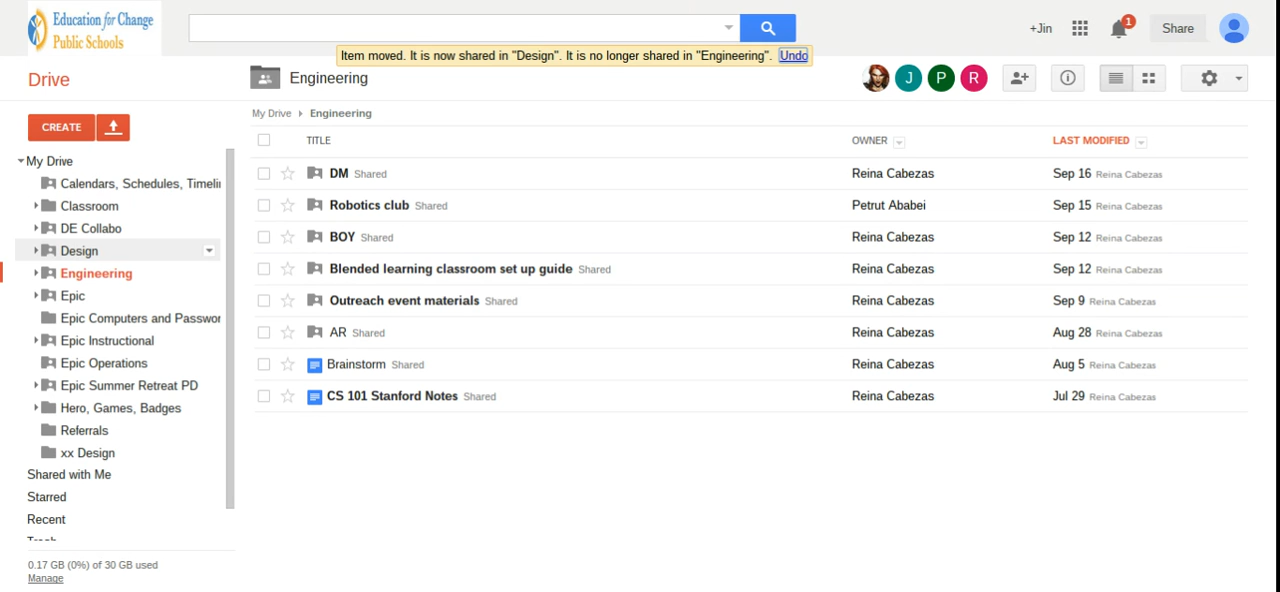 Education for Change
Public Schools
+Jin
1
Share
Item moved. It is now shared in "Design". It is no longer shared in "Engineering". Undo
Drive
Engineering
J
P
R
My Drive Engineering
CREATE
TITLE
OWNER
LAST MODIFIED
My Drive
Calendars, Schedules, Timeli
Classroom
DE Collabo
Design
Engineering
Epic
Epic Computers and Passwor
Epic Instructional
Epic Operations
Epic Summer Retreat PD
Hero, Games, Badges
Referrals
xx Design
Shared with Me
Starred
Recent
Trash
0.17 GB (0%) of 30 GB used
Manage
DM Shared Reina Cabezas Sep 16 Reina Cabezas
Robotics club Shared Petrut Ababei Sep 15 Reina Cabezas
BOY Shared Reina Cabezas Sep 12 Reina Cabezas
Blended learning classroom set up guide Shared Reina Cabezas Sep 12 Reina Cabezas
Outreach event materials Shared Reina Cabezas Sep 9 Reina Cabezas
AR Shared Reina Cabezas Aug 28 Reina Cabezas
Brainstorm Shared Reina Cabezas Aug 5 Reina Cabezas
CS 101 Stanford Notes Shared Reina Cabezas Jul 29 Reina Cabezas